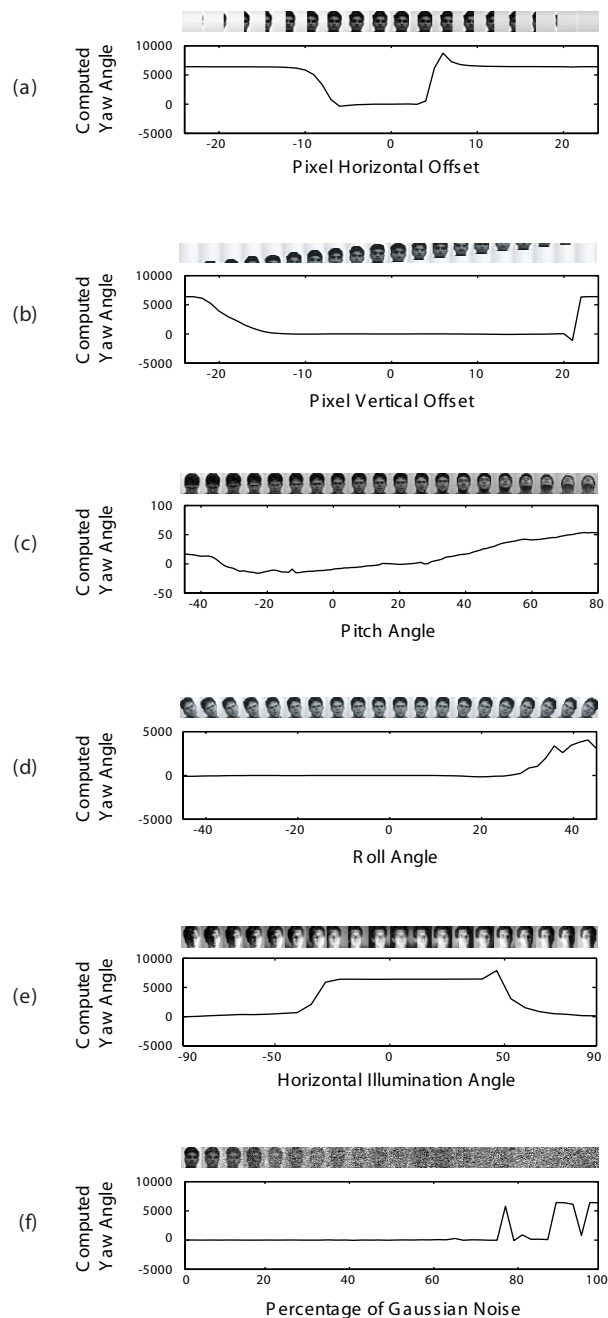 (a)
Computed
Yaw Angle
10000
5000
0
-5000
-20
-10
0
10
20
Pixel Horizontal Offset
(b)
Computed
Yaw Angle
10000
5000
0
-5000
-20
-10
0
10
20
Pixel Vertical Offset
(c)
Computed
Yaw Angle
100
50
0
-50
-40
-20
0
20
40
60
80
Pitch Angle
(d)
Computed
Yaw Angle
5000
0
-5000
-40
-20
0
20
40
Roll Angle
(e)
Computed
Yaw Angle
10000
5000
0
-5000
-90
-50
0
50
90
Horizontal Illumination Angle
(f)
Computed
Yaw Angle
10000
5000
0
-5000
0
20
40
60
80
100
Percentage of Gaussian Noise